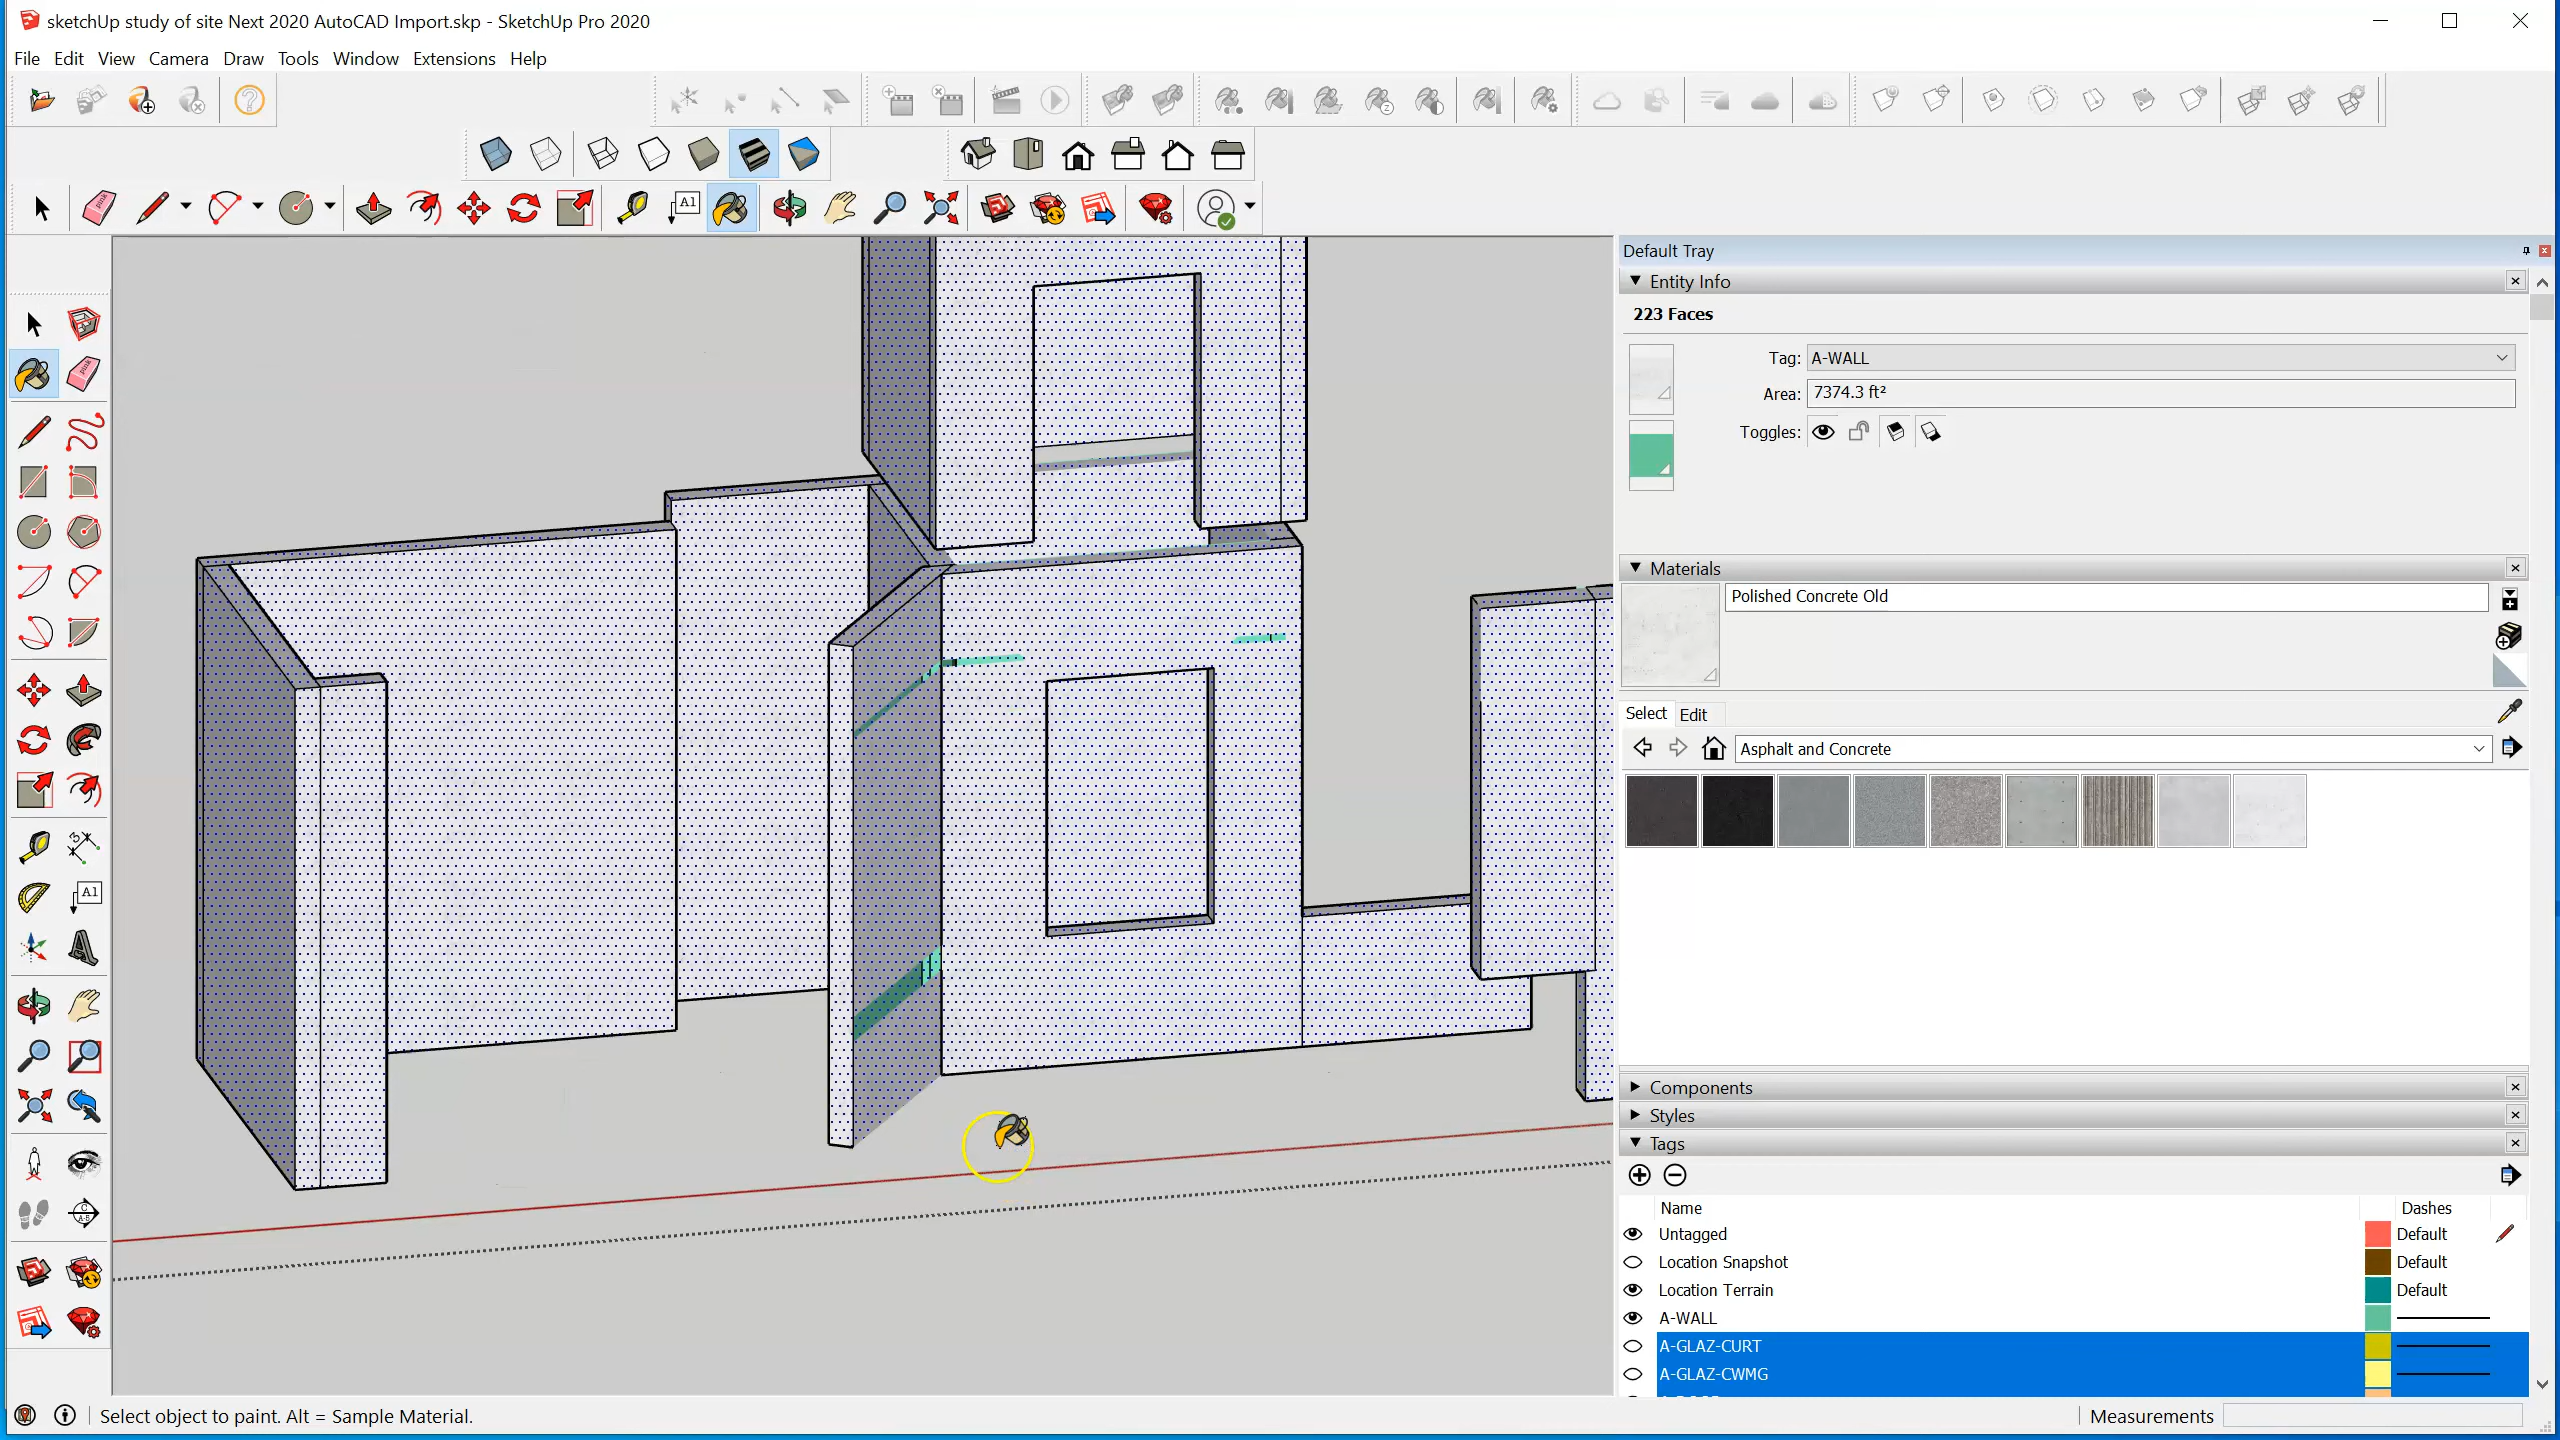 sketchUp study of site Next 2020 AutoCAD Import.skp - SketchUp Pro 2020
File Edit View Camera Draw Tools Window Extensions Help
Default Tray
Entity Info
223 Faces
Tag: A-WALL
Area: 7374.3 ft²
Toggles:
Materials
Polished Concrete Old
Select Edit
Asphalt and Concrete
Components
Styles
Tags
Name Dashes
Untagged Default
Location Snapshot Default
Location Terrain Default
A-WALL
A-GLAZ-CURT
A-GLAZ-CWMG
Select object to paint. Alt = Sample Material.
Measurements